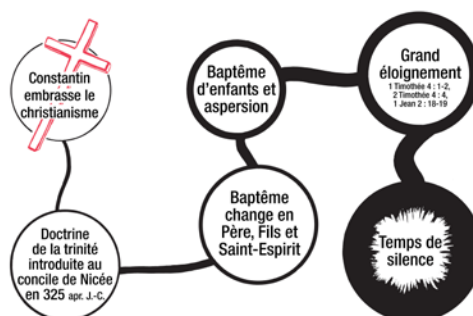 Constantin
embrasse le
christianisme
Doctrine
de la trinité
introduite au
concile de Nicée
en 325 apr. J.-C.
Baptême
change en
Père, Fils et
Saint-Espirit
Baptême
d'enfants et
aspersion
Grand
éloignement
1 Timothée 4 : 1-2,
2 Timothée 4 : 4,
1 Jean 2 : 18-19
Temps de
silence